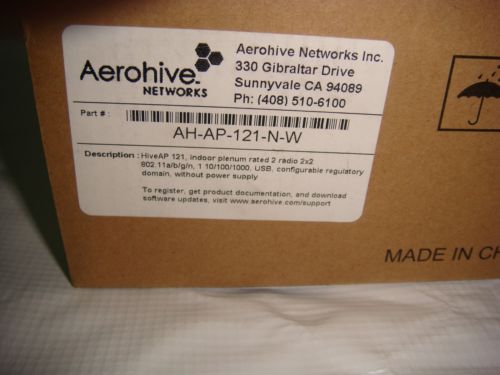 Aerohive
NETWORKS
Aerohive Networks Inc.
330 Gibraltar Drive
Sunnyvale CA 94089
Ph: (408) 510-6100
Part # :
AH-AP-121-N-W
Description : HiveAP 121, indoor plenum rated 2 radio 2x2
802.11a/b/g/n, 1 10/100/1000, USB, configurable regulatory
domain, without power supply
To register, get product documentation, and download
software updates, visit www.aerohive.com/support
MADE IN CH